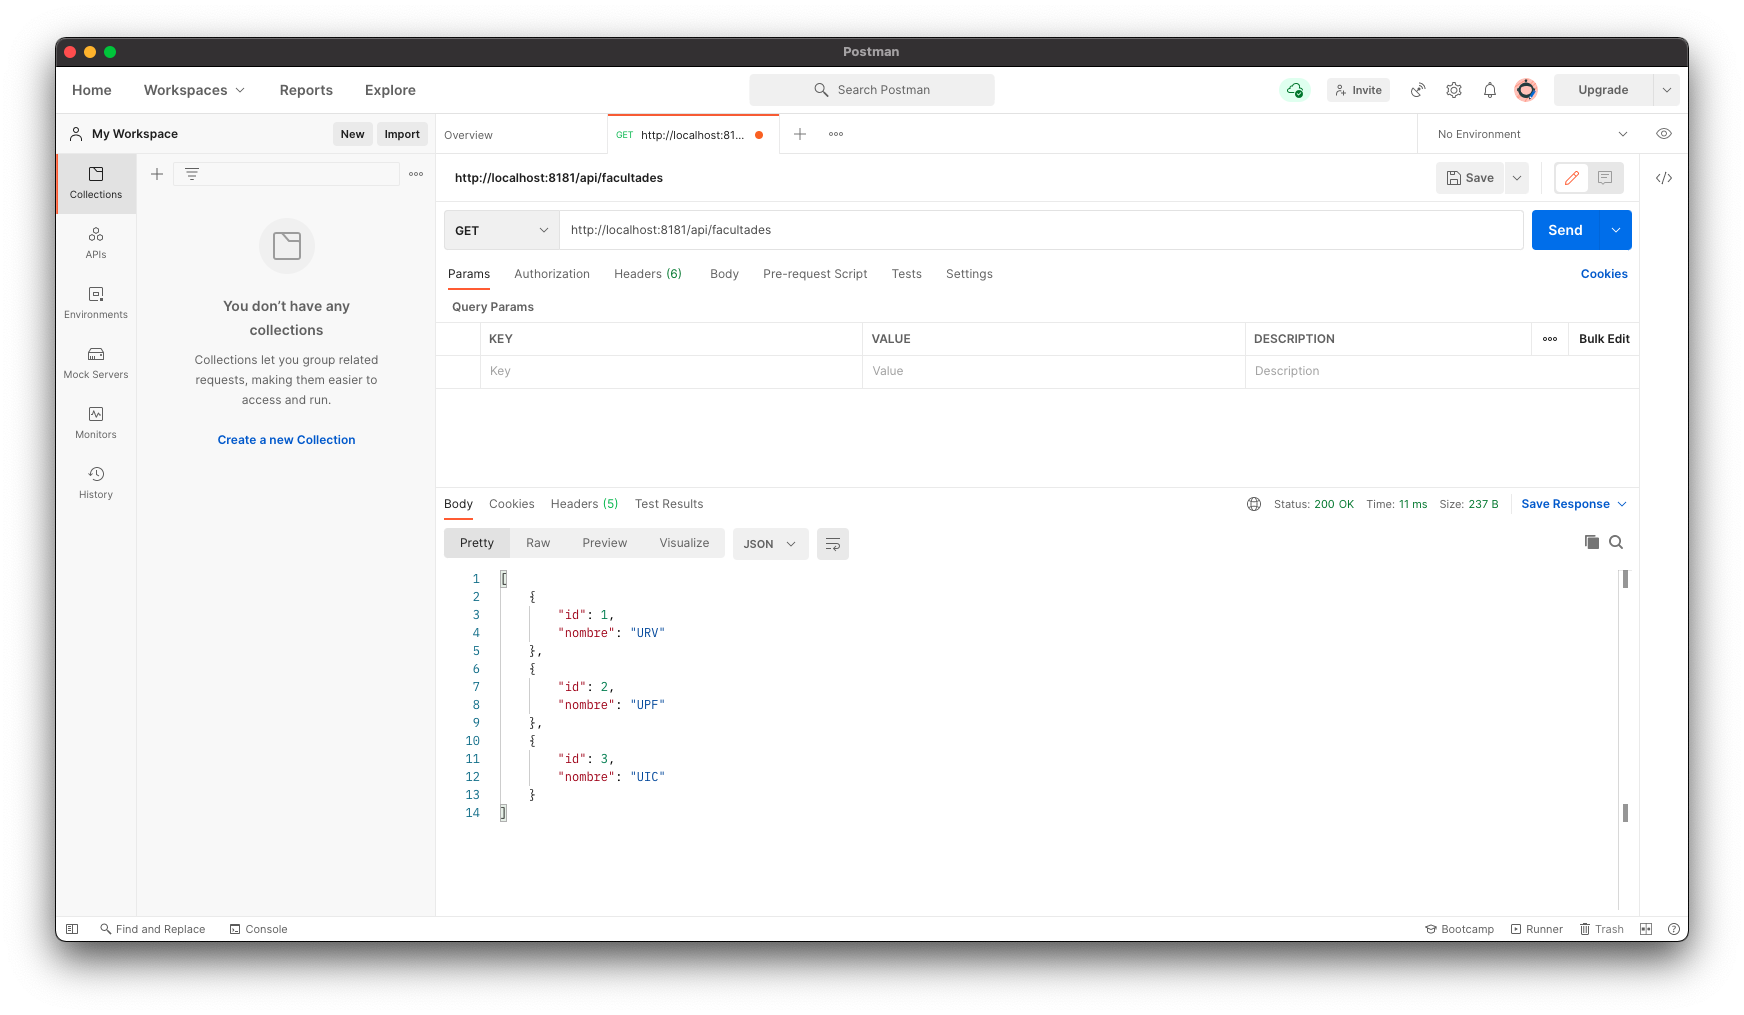 Postman
Home Workspaces Reports Explore Search Postman Invite Upgrade
My Workspace New Import Overview GET http://localhost:81... No Environment
Collections
APIs
Environments
Mock Servers
Monitors
History
You don’t have any
collections
Collections let you group related
requests, making them easier to
access and run.
Create a new Collection
http://localhost:8181/api/facultades Save
GET http://localhost:8181/api/facultades Send
Params Authorization Headers (6) Body Pre-request Script Tests Settings Cookies
Query Params
KEY VALUE DESCRIPTION Bulk Edit
Key Value Description
Body Cookies Headers (5) Test Results Status: 200 OK Time: 11 ms Size: 237 B Save Response
Pretty Raw Preview Visualize JSON
1 [
2 {
3 "id": 1,
4 "nombre": "URV"
5 },
6 {
7 "id": 2,
8 "nombre": "UPF"
9 },
10 {
11 "id": 3,
12 "nombre": "UIC"
13 }
14 ]
Find and Replace Console Bootcamp Runner Trash